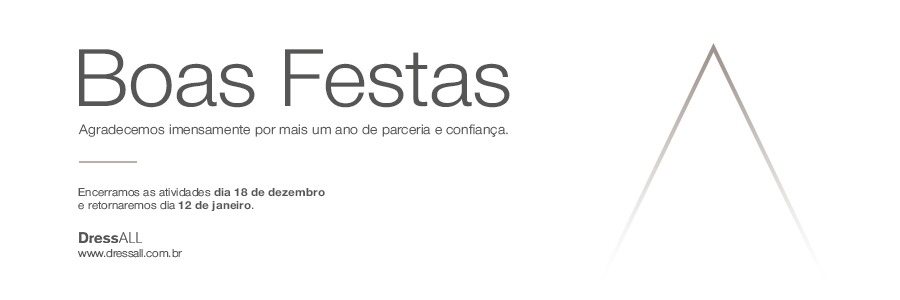 Boas Festas
Agradecemos imensamente por mais um ano de parceria e confiança.
Encerramos as atividades dia 18 de dezembro
e retornaremos dia 12 de janeiro.
DressALL
www.dressall.com.br